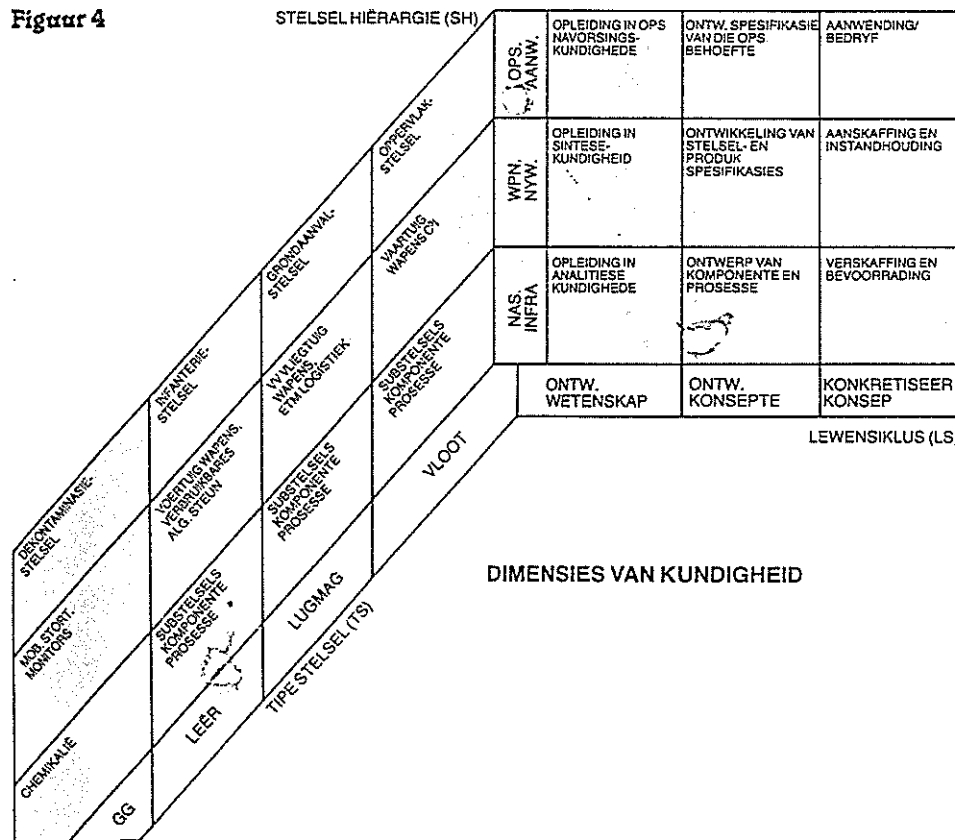 Figuur 4
STELSEL HIËRARGIE (SH)
OPS.
AANW.
OPLEIDING IN OPS
NAVORSINGS-
KUNDIGHEDE
ONTW. SPESIFIKASIE
VAN DIE OPS.
BEHOEFTE
AANWENDING/
BEDRYF
WPN,
NYW.
OPLEIDING IN
SINTESE-
KUNDIGHEID
ONTWIKKELING VAN
STELSEL- EN
PRODUK
SPESIFIKASIES
AANSKAFFING EN
INSTANDHOUDING
NAS.
INFRA
OPLEIDING IN
ANALITIESE
KUNDIGHEDE
ONTWERP VAN
KOMPONENTE EN
PROSESSE
VERSKAFFING EN
BEVOORRADING
ONTW.
WETENSKAP
ONTW.
KONSEPTE
KONKRETISEER
KONSEP
LEWENSIKLUS (LS)
OPPERVLAK-
STELSEL
VAARTUIG
WAPENS C³I
SUBSTELSELS
KOMPONENTE
PROSESSE
VLOOT
GRONDAANVAL-
STELSEL
VW VLIEGTUIG
WAPENS.
ETM LOGISTIEK
SUBSTELSELS
KOMPONENTE
PROSESSE
LUGMAG
INFANTERIE-
STELSEL
VOERTUIG WAPENS.
VERBRUIKBARES
ALG. STEUN
SUBSTELSELS
KOMPONENTE
PROSESSE
LEËR
DEKONTAMINASIE-
STELSEL
MOB. STORT.
MONITORS
CHEMIKALIË
GG
TIPE STELSEL (TS)
DIMENSIES VAN KUNDIGHEID